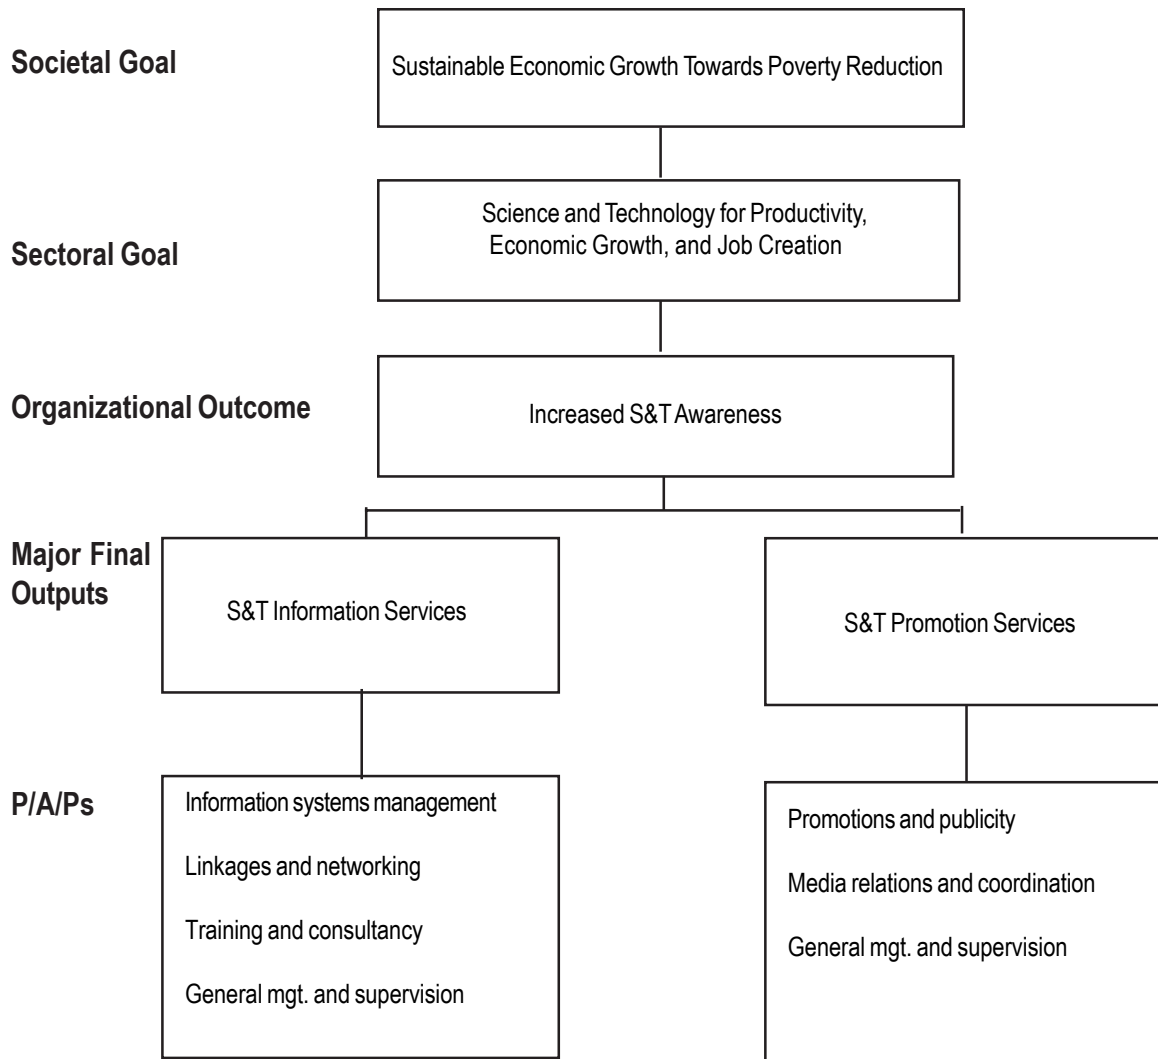 Societal Goal
Sustainable Economic Growth Towards Poverty Reduction
Sectoral Goal
Science and Technology for Productivity,
Economic Growth, and Job Creation
Organizational Outcome
Increased S&T Awareness
Major Final
Outputs
S&T Information Services
S&T Promotion Services
P/A/Ps
Information systems management
Linkages and networking
Training and consultancy
General mgt. and supervision
Promotions and publicity
Media relations and coordination
General mgt. and supervision